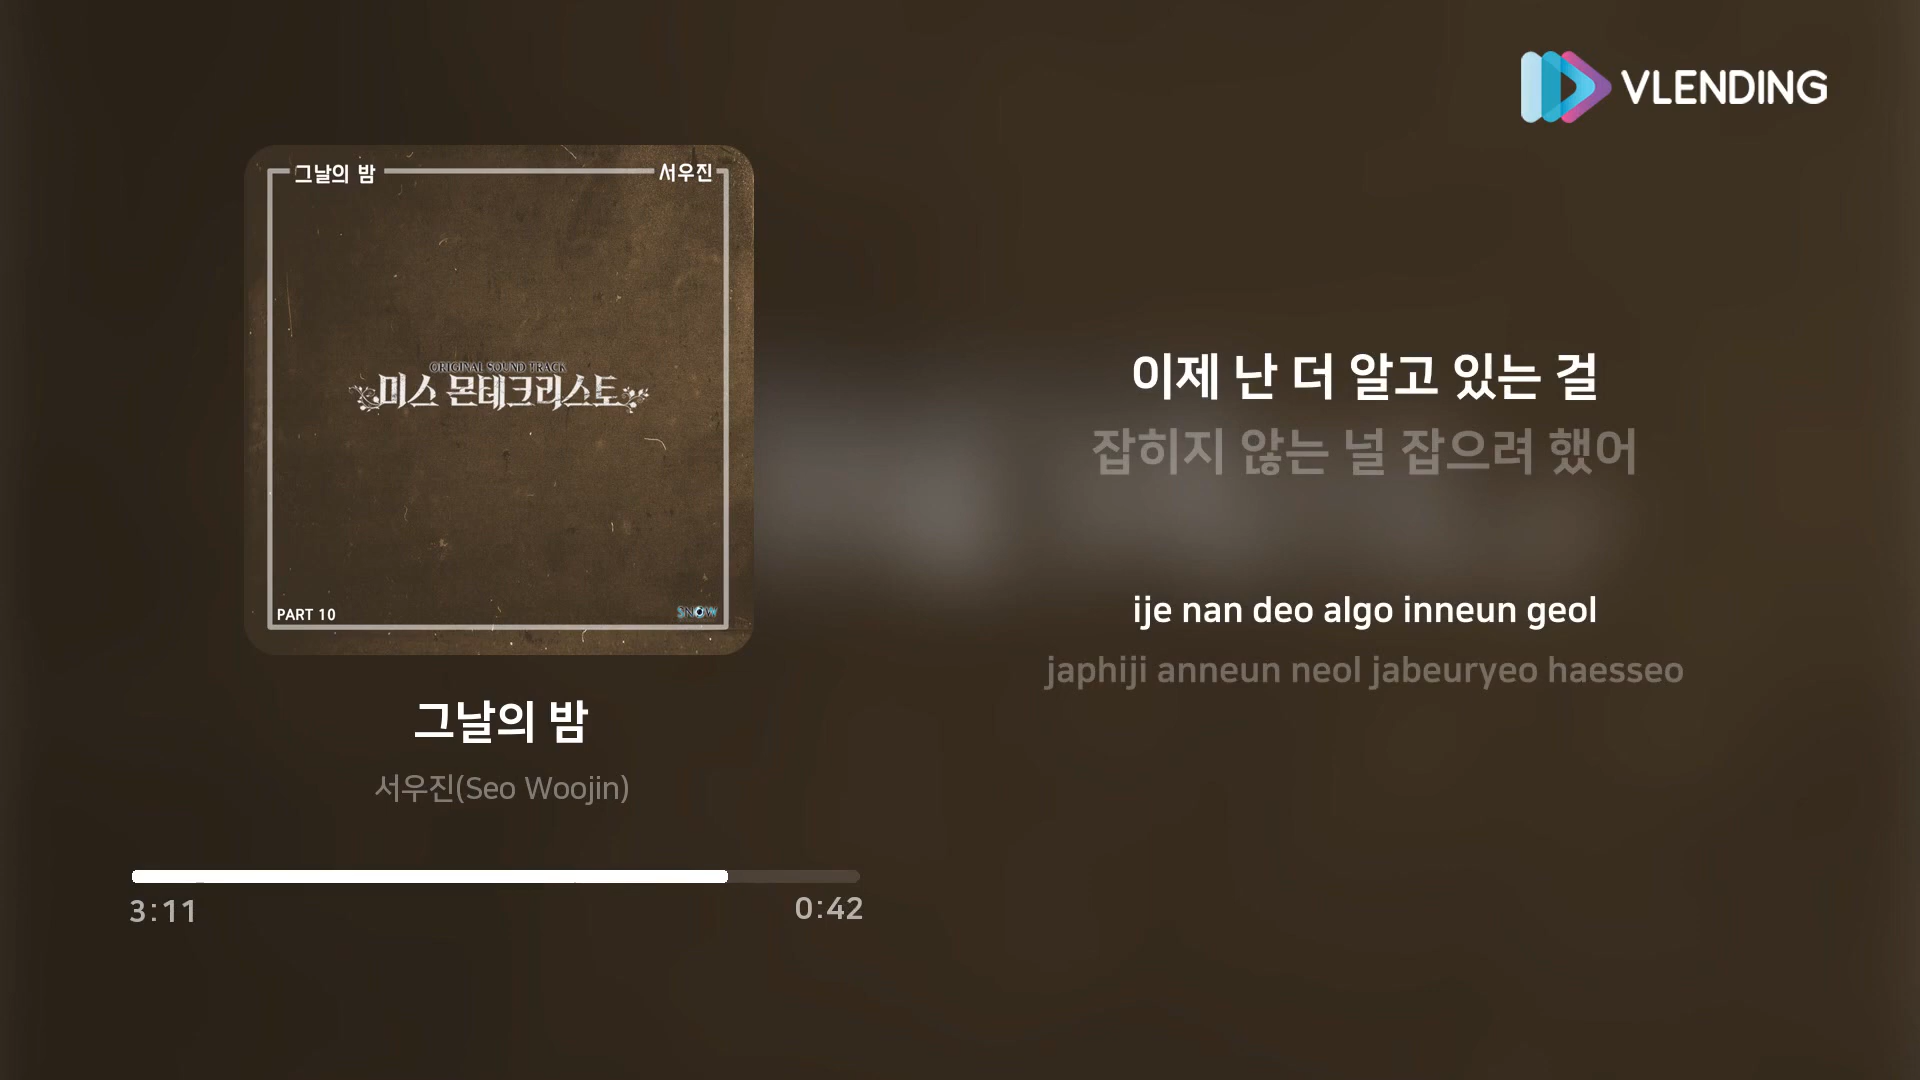 VLENDING
그날의 밤
서우진
ORIGINAL SOUND TRACK
미스 몬테크리스토
PART 10
SNOW
그날의 밤
서우진(Seo Woojin)
3:11
0:42
이제 난 더 알고 있는 걸
잡히지 않는 널 잡으려 했어
ije nan deo algo inneun geol
japhiji anneun neol jabeuryeo haesseo